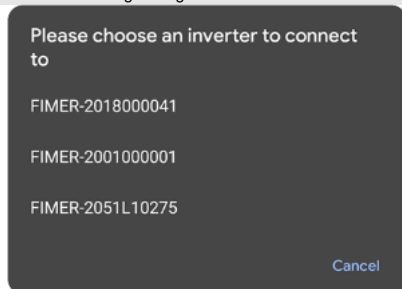 Please choose an inverter to connect
to
FIMER-2018000041
FIMER-2001000001
FIMER-2051L10275
Cancel